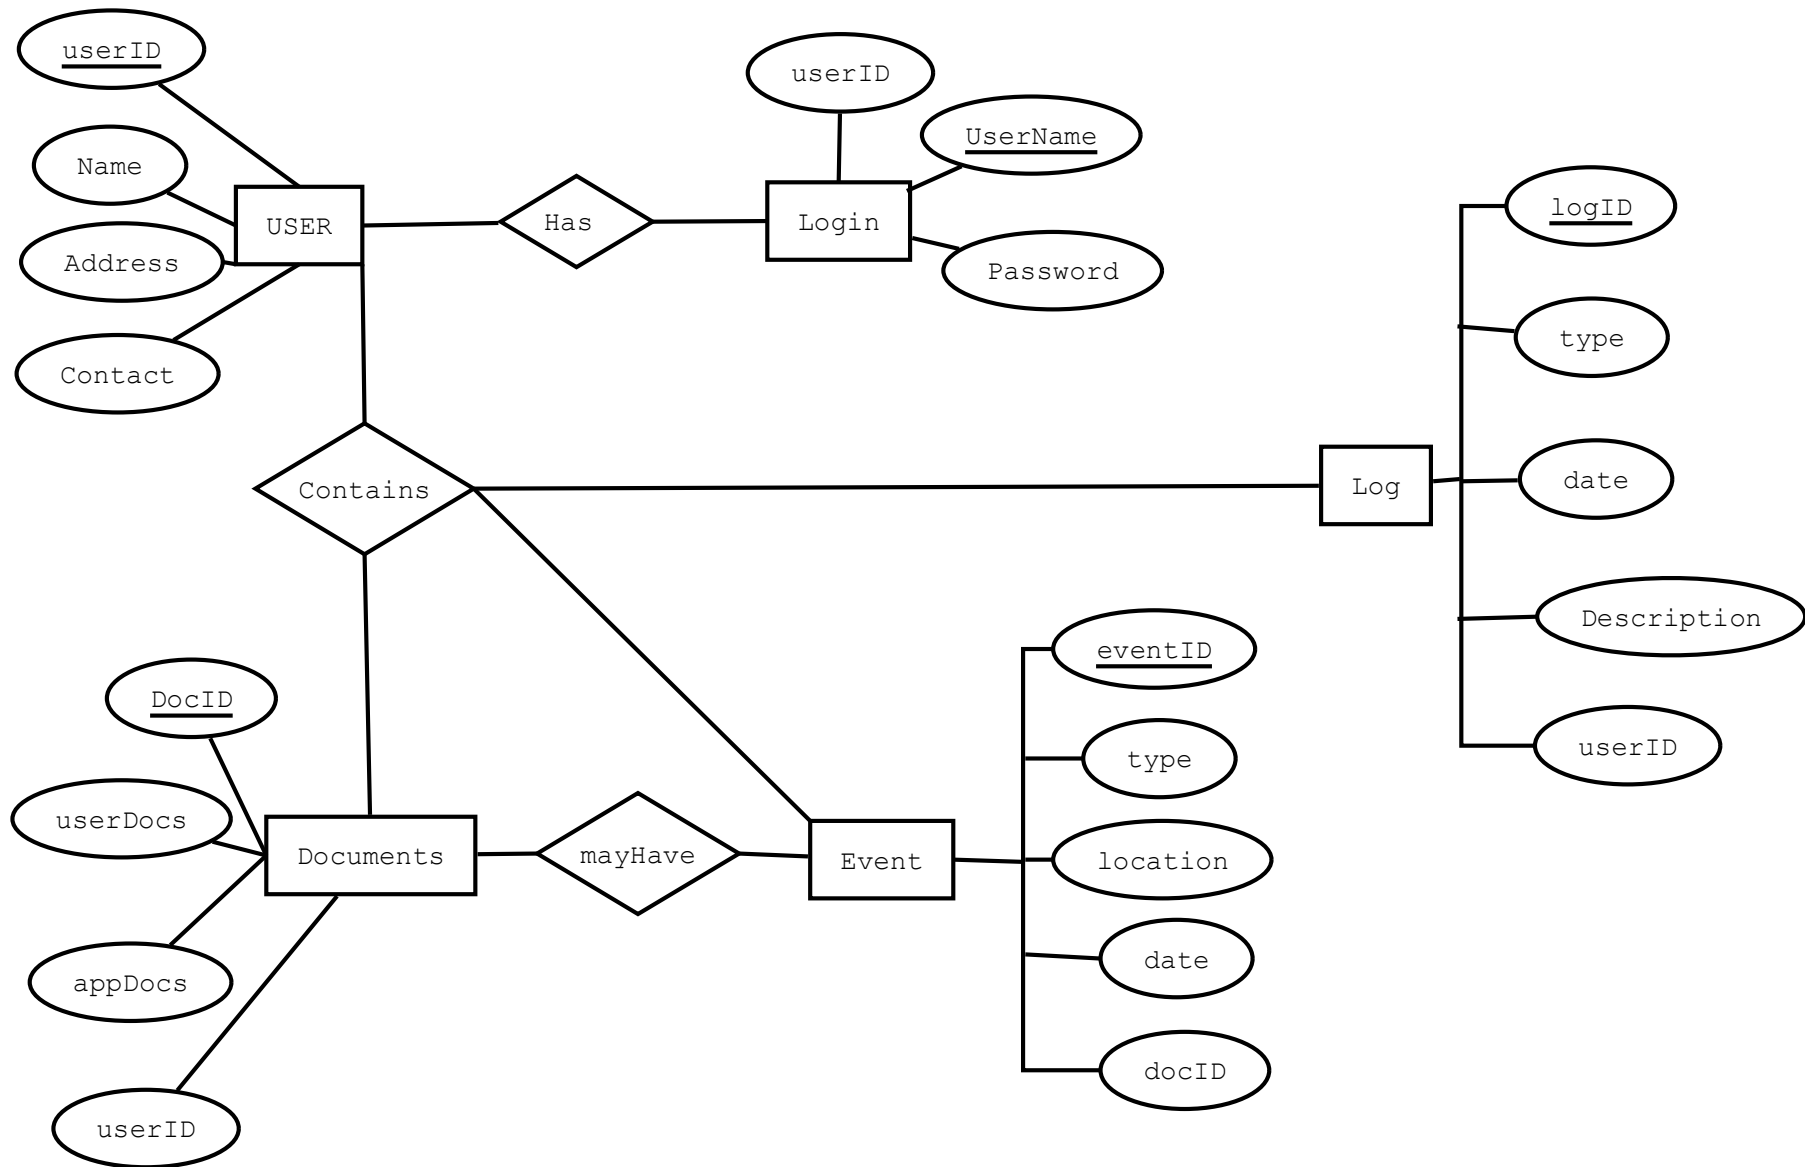 userID
Name
Address
Contact
USER
Has
userID
UserName
Login
Password
logID
type
date
Description
userID
Log
Contains
DocID
userDocs
appDocs
userID
Documents
mayHave
Event
eventID
type
location
date
docID